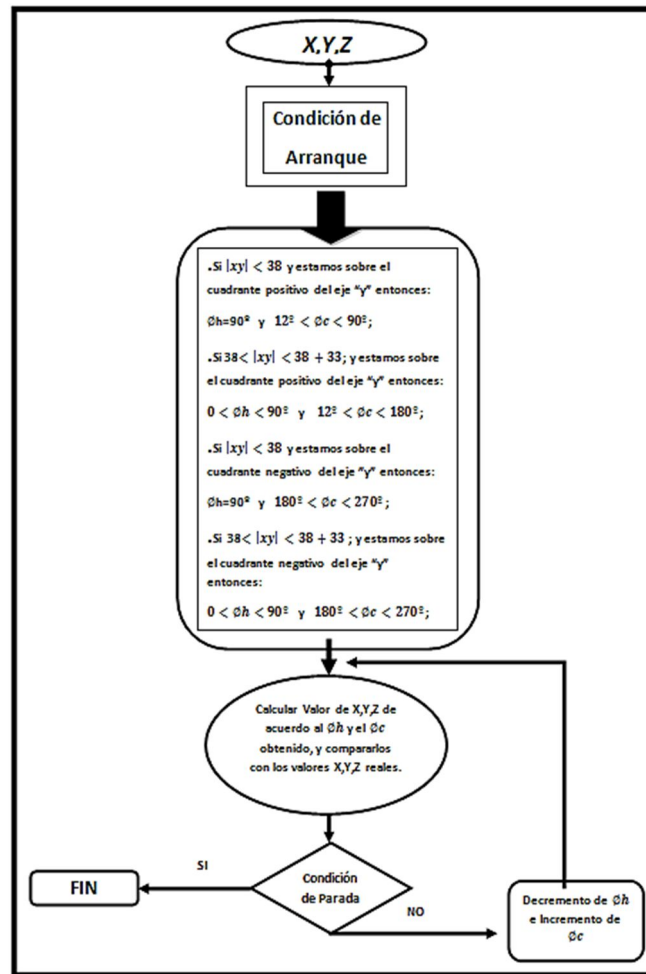 X,Y,Z
Condición de
Arranque
.Si |xy| < 38 y estamos sobre el
cuadrante positivo del eje "y" entonces:
Øh=90º y 12º < Øc < 90º;
.Si 38< |xy| < 38 + 33; y estamos sobre
el cuadrante positivo del eje "y" entonces:
0 < Øh < 90º y 12º < Øc < 180º;
.Si |xy| < 38 y estamos sobre el
cuadrante negativo del eje "y" entonces:
Øh=90º y 180º < Øc < 270º;
.Si 38< |xy| < 38 + 33 ; y estamos sobre
el cuadrante negativo del eje "y"
entonces:
0 < Øh < 90º y 180º < Øc < 270º;
Calcular Valor de X,Y,Z de
acuerdo al Øh y el Øc
obtenido, y compararlos
con los valores X,Y,Z reales.
SI
FIN
Condición
de Parada
NO
Decremento de Øh
e Incremento de
Øc